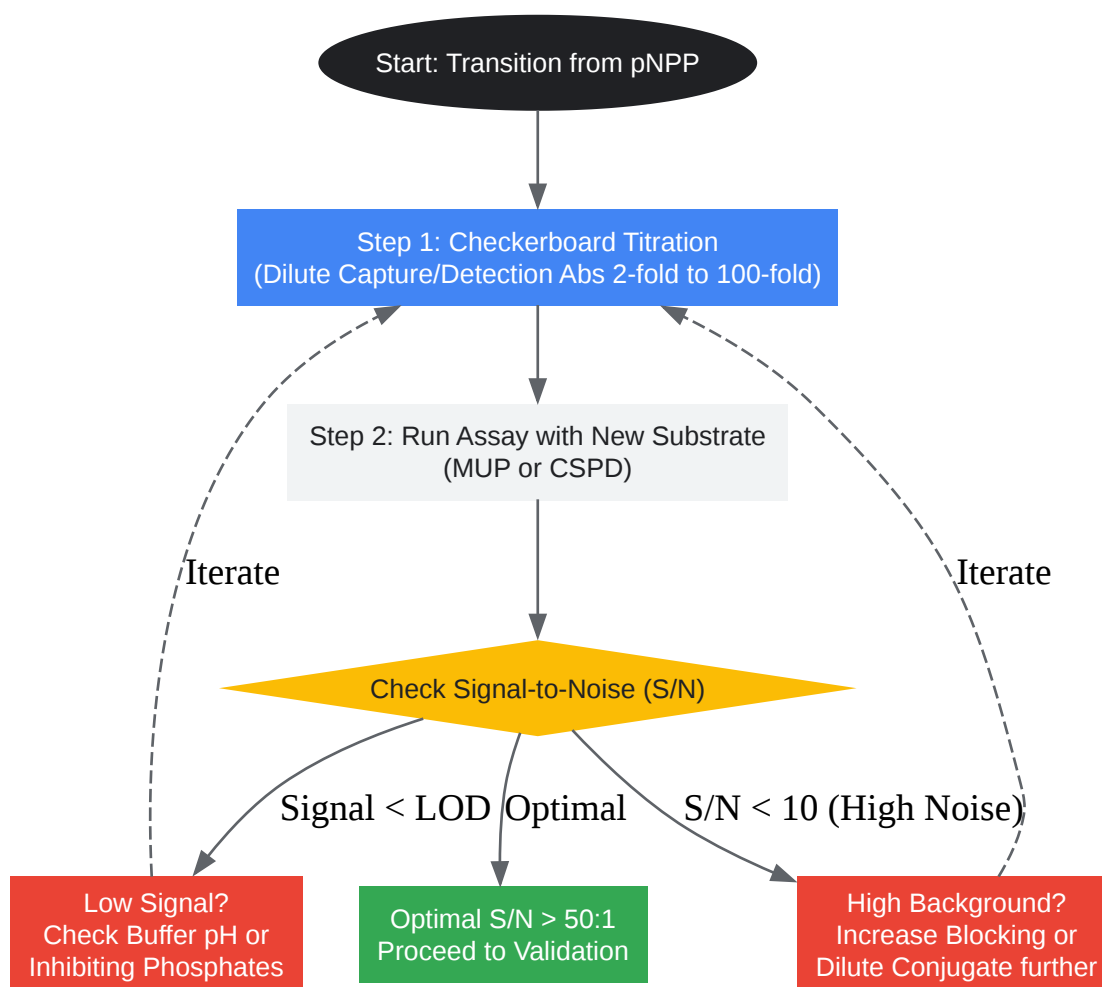 Start: Transition from pNPP
Step 1: Checkerboard Titration
(Dilute Capture/Detection Abs 2-fold to 100-fold)
Step 2: Run Assay with New Substrate
(MUP or CSPD)
Iterate
Iterate
Check Signal-to-Noise (S/N)
Signal < LOD
Optimal
S/N < 10 (High Noise)
Low Signal?
Check Buffer pH or
Inhibiting Phosphates
Optimal S/N > 50:1
Proceed to Validation
High Background?
Increase Blocking or
Dilute Conjugate further